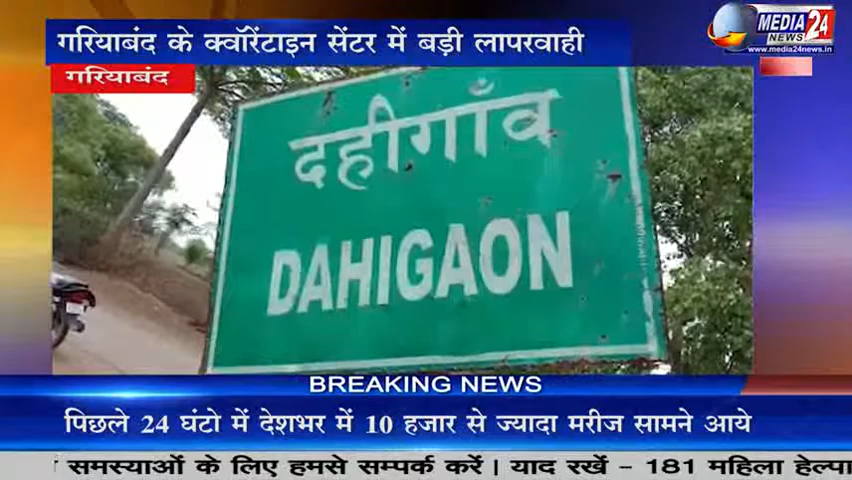 गरियाबंद के क्वॉरेंटाइन सेंटर में बड़ी लापरवाही
MEDIA 24
NEWS
www.media24news.in
गरियाबंद
दहीगाँव
DAHIGAON
BREAKING NEWS
पिछले 24 घंटो में देशभर में 10 हजार से ज्यादा मरीज सामने आये
समस्याओं के लिए हमसे सम्पर्क करें | याद रखें - 181 महिला हेल्पा